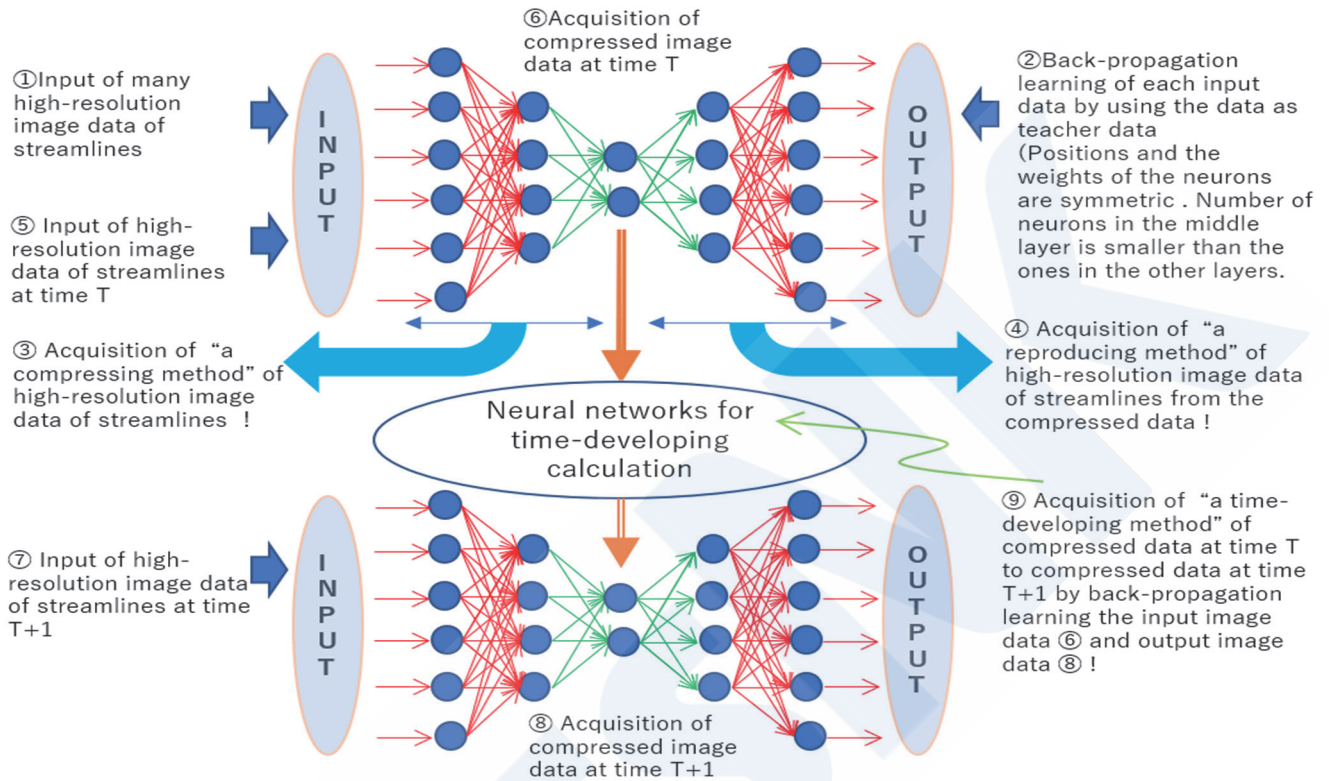 ⑥Acquisition of
compressed image
data at time T
①Input of many
high-resolution
image data of
streamlines
⑤ Input of high-
resolution image
data of streamlines
at time T
INPUT
OUTPUT
②Back-propagation
learning of each input
data by using the data as
teacher data
(Positions and the
weights of the neurons
are symmetric . Number of
neurons in the middle
layer is smaller than the
ones in the other layers.
③ Acquisition of “a
compressing method” of
high-resolution image
data of streamlines !
④ Acquisition of “a
reproducing method” of
high-resolution image data
of streamlines from the
compressed data !
Neural networks for
time-developing
calculation
⑦ Input of high-
resolution image data
of streamlines at time
T+1
INPUT
OUTPUT
⑨ Acquisition of “a time-
developing method” of
compressed data at time T
to compressed data at time
T+1 by back-propagation
learning the input image
data ⑥ and output image
data ⑧ !
⑧ Acquisition of
compressed image
data at time T+1